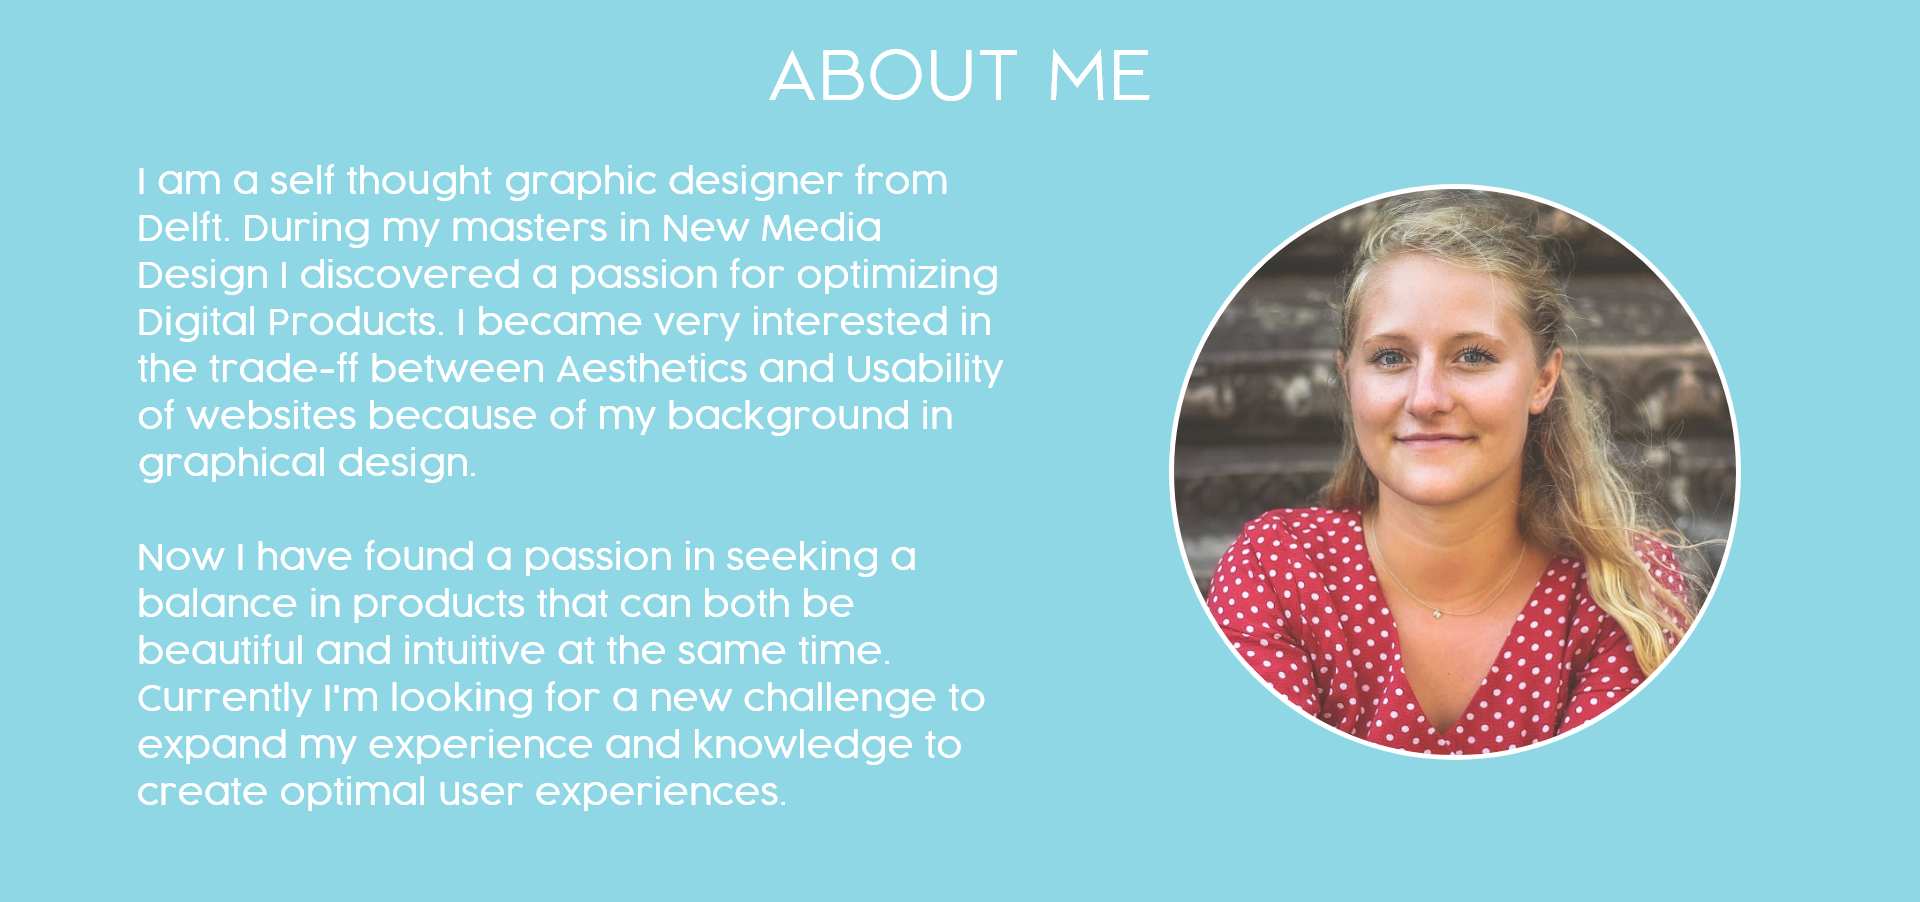 ABOUT ME
I am a self thought graphic designer from
Delft. During my masters in New Media
Design I discovered a passion for optimizing
Digital Products. I became very interested in
the trade-ff between Aesthetics and Usability
of websites because of my background in
graphical design.
Now I have found a passion in seeking a
balance in products that can both be
beautiful and intuitive at the same time.
Currently I'm looking for a new challenge to
expand my experience and knowledge to
create optimal user experiences.